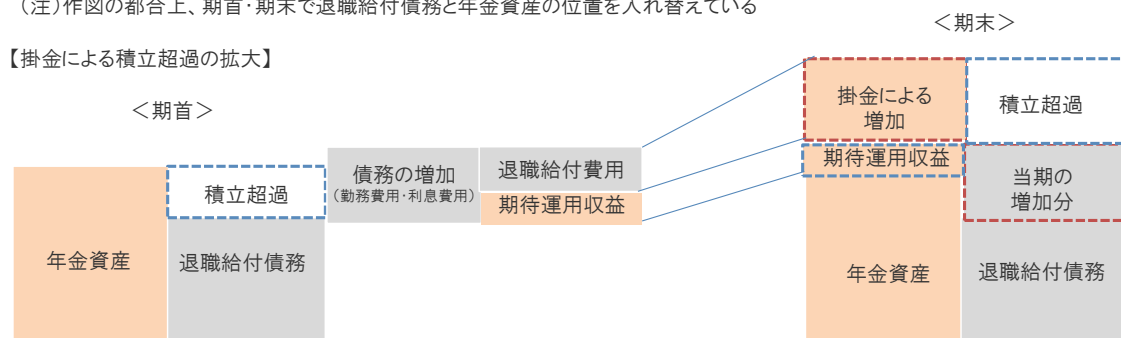 (注)作図の都合上、期首・期末で退職給付債務と年金資産の位置を入れ替えている
＜期末＞
【掛金による積立超過の拡大】
＜期首＞
積立超過
年金資産
退職給付債務
債務の増加
(勤務費用・利息費用)
退職給付費用
期待運用収益
掛金による
増加
積立超過
期待運用収益
当期の
増加分
年金資産
退職給付債務